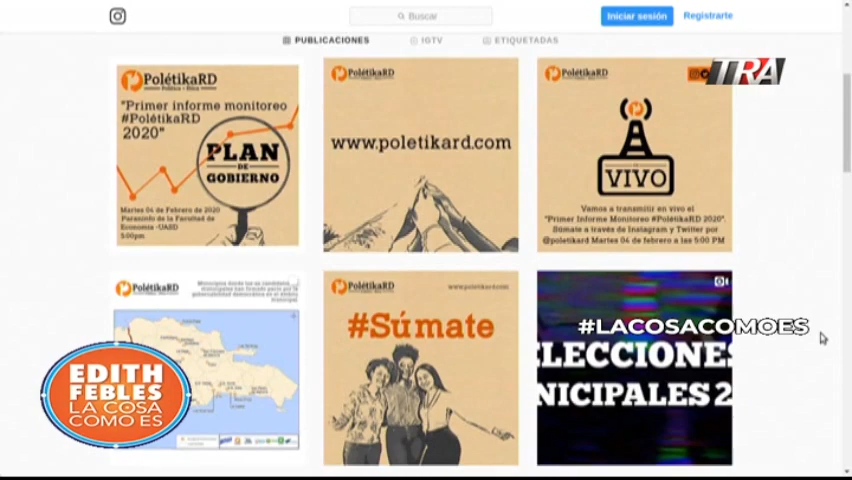 Buscar
Iniciar sesión
Registrarte
PUBLICACIONES
IGTV
ETIQUETADAS
TRA
PolétikaRD
Política + Ética
"Primer informe monitoreo
#PolétikaRD
2020"
PLAN
DE
GOBIERNO
Martes 04 de Febrero de 2020
Paraninfo de la Facultad de
Economía -UASD
5:00pm
PolétikaRD
www.poletikard.com
PolétikaRD
VIVO
Vamos a transmitir en vivo el
"Primer Informe Monitoreo #PolétikaRD 2020".
Súmate a través de Instagram y Twitter por
@poletikard Martes 04 de febrero a las 5:00 PM
PolétikaRD
PolétikaRD
www.poletikard.com
#Súmate
#LACOSACOMOES
ELECCIONES
NICIPALES 2
EDITH
FEBLES
LA COSA
COMO ES